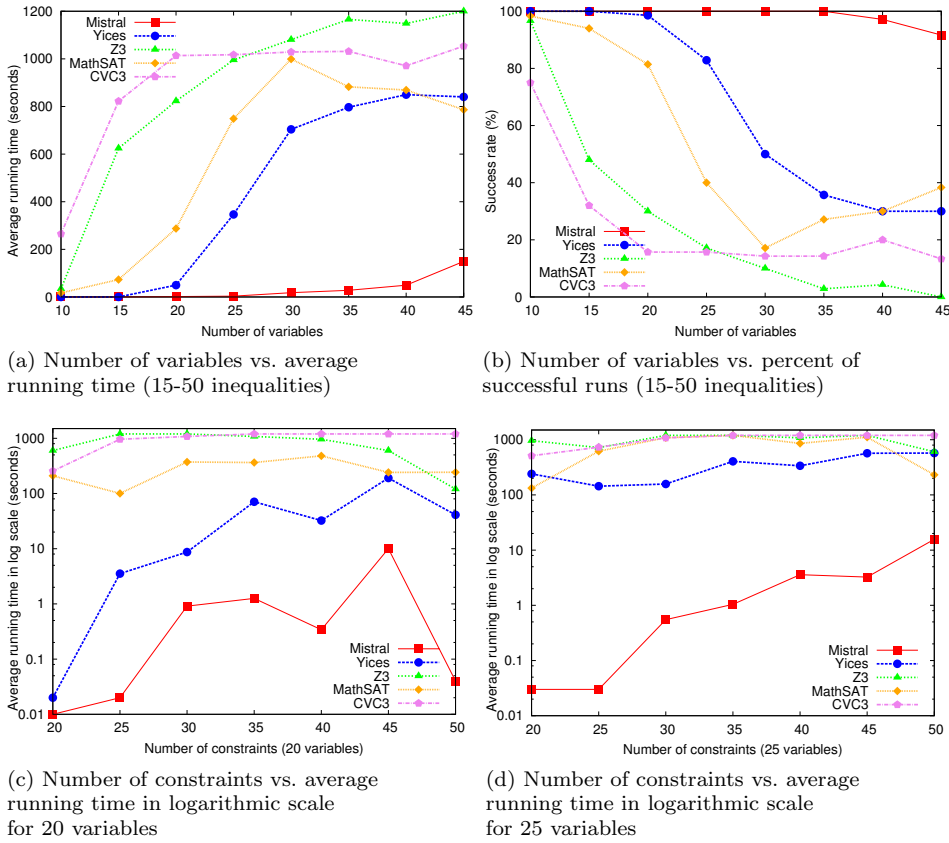 1200
1000
800
600
400
200
0
10 15 20 25 30 35 40 45
Average running time (seconds)
Number of variables
Mistral
Yices
Z3
MathSAT
CVC3
(a) Number of variables vs. average
running time (15-50 inequalities)
100
80
60
40
20
0
10 15 20 25 30 35 40 45
Success rate (%)
Number of variables
Mistral
Yices
Z3
MathSAT
CVC3
(b) Number of variables vs. percent of
successful runs (15-50 inequalities)
1000
100
10
1
0.1
0.01
20 25 30 35 40 45 50
Average running time in log scale (seconds)
Number of constraints (20 variables)
Mistral
Yices
Z3
MathSAT
CVC3
(c) Number of constraints vs. average
running time in logarithmic scale
for 20 variables
1000
100
10
1
0.1
0.01
20 25 30 35 40 45 50
Average running time in log scale (seconds)
Number of constraints (25 variables)
Mistral
Yices
Z3
MathSAT
CVC3
(d) Number of constraints vs. average
running time in logarithmic scale
for 25 variables